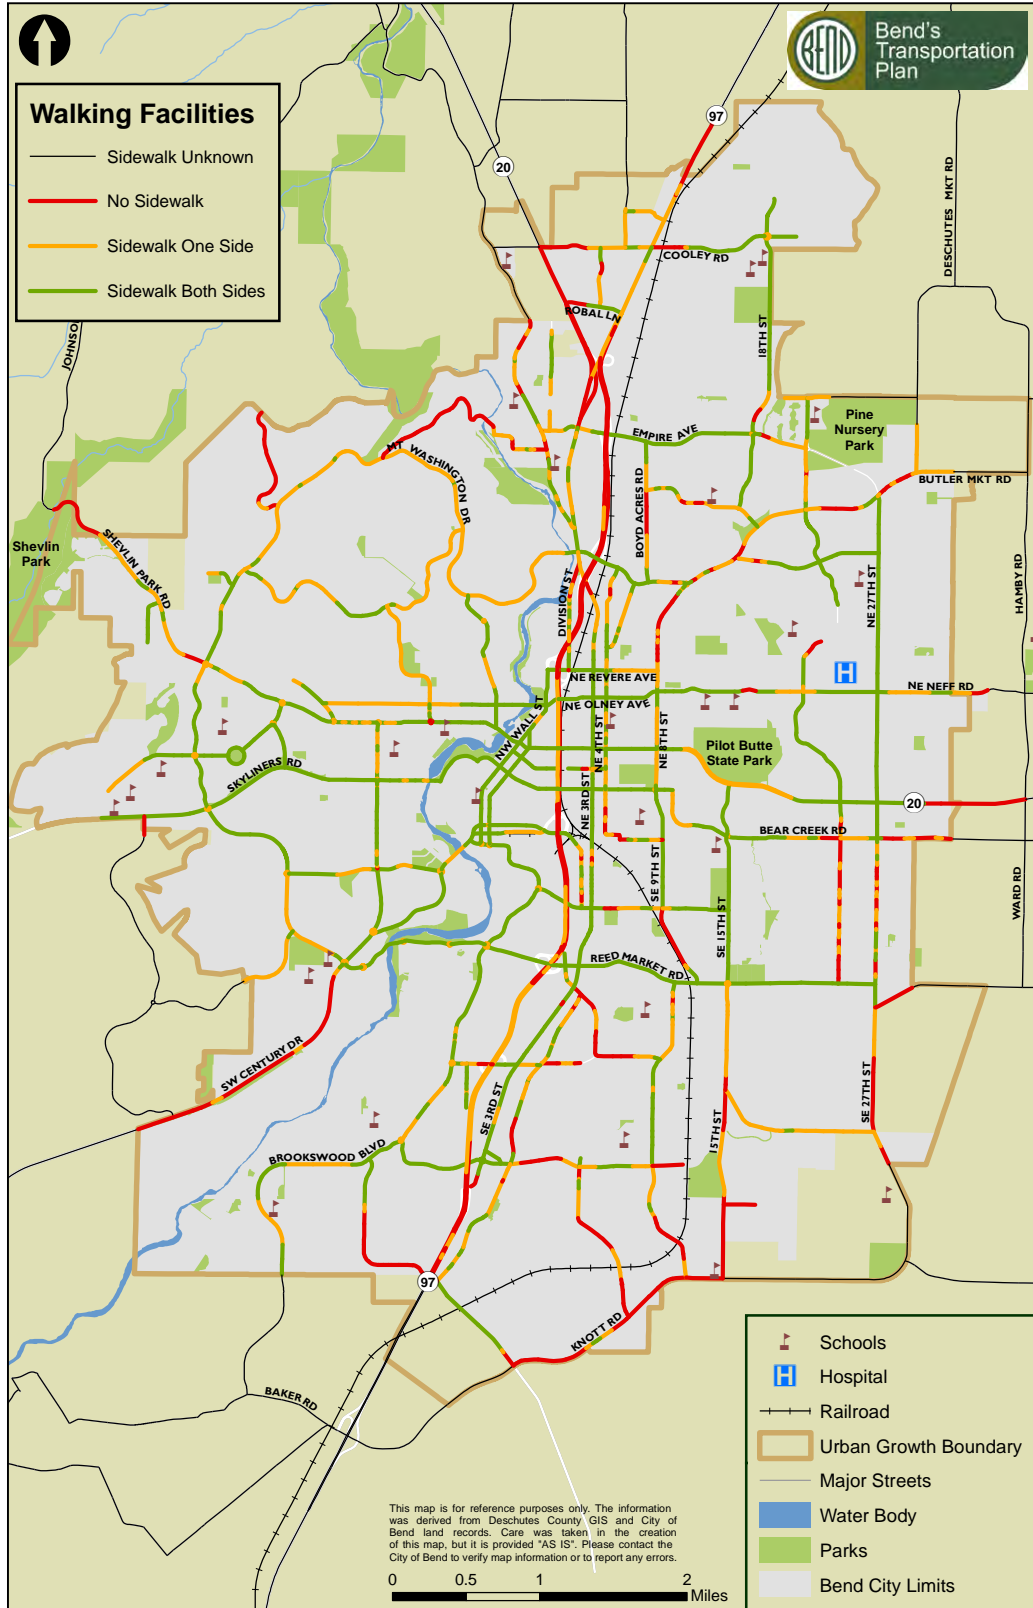 BEND
Bend's
Transportation
Plan
Walking Facilities
Sidewalk Unknown
No Sidewalk
Sidewalk One Side
Sidewalk Both Sides
97
20
DESCHUTES MKT RD
COOLEY RD
ROBAL LN
18TH ST
JOHNSO
EMPIRE AVE
Pine
Nursery
Park
MT WASHINGTON DR
BUTLER MKT RD
BOYD ACRES RD
SHEVLIN PARK RD
Shevlin
Park
DIVISION ST
NE 27TH ST
HAMBY RD
H
NE REVERE AVE
NE NEFF RD
NE OLNEY AVE
NW WALL ST
NE 4TH ST
NE 8TH ST
Pilot Butte
State Park
SKYLINERS RD
NE 3RD ST
20
BEAR CREEK RD
SE 9TH ST
WARD RD
SE 15TH ST
REED MARKET RD
SW CENTURY DR
SE 3RD ST
SE 27TH ST
15TH ST
BROOKSWOOD BLVD
97
KNOTT RD
BAKER RD
Schools
H
Hospital
Railroad
Urban Growth Boundary
Major Streets
Water Body
Parks
Bend City Limits
This map is for reference purposes only. The information
was derived from Deschutes County GIS and City of
Bend land records. Care was taken in the creation
of this map, but it is provided "AS IS". Please contact the
City of Bend to verify map information or to report any errors.
0 0.5 1 2
Miles